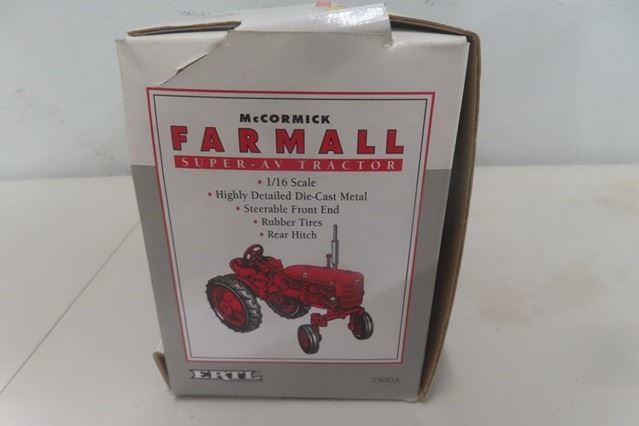 McCORMICK
FARMALL
SUPER-AV TRACTOR
• 1/16 Scale
• Highly Detailed Die-Cast Metal
• Steerable Front End
• Rubber Tires
• Rear Hitch
ERTL
250DA